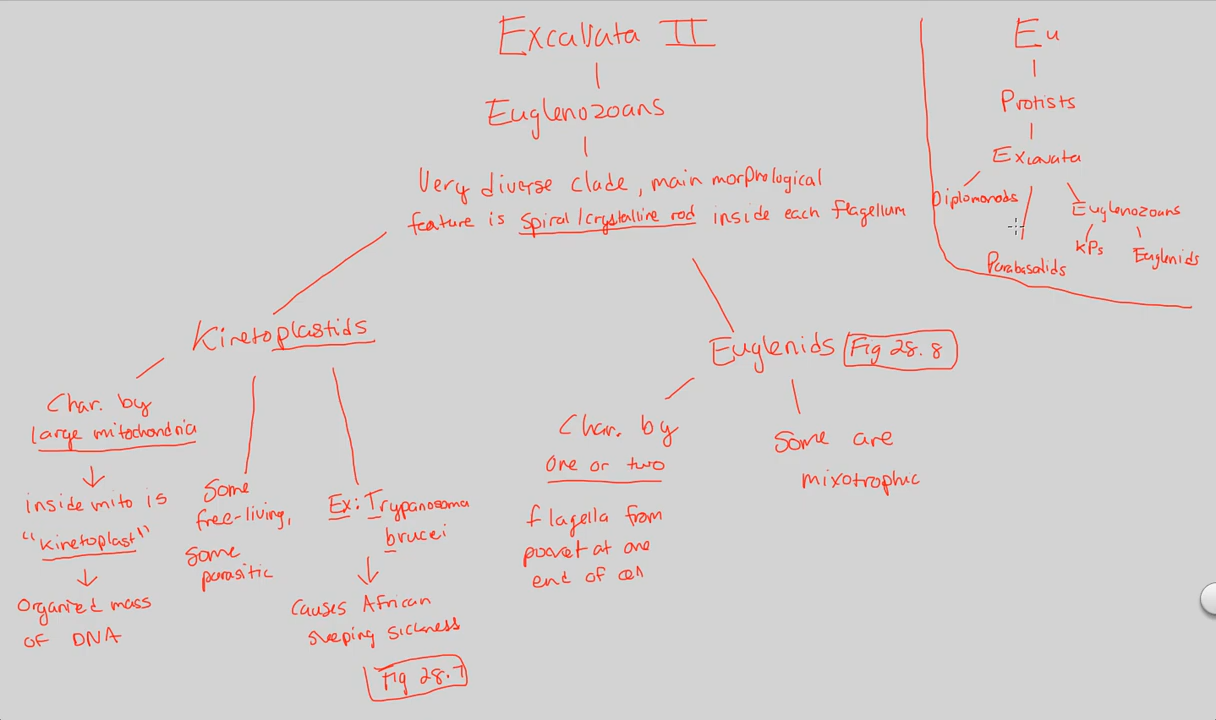 Excavata II
Euglenozoans
Very diverse clade, main morphological
feature is spiral/crystalline rod inside each flagellum
Kinetoplastids
Char. by
large mitochondria
inside mito is
"kinetoplast"
Organized mass
of DNA
Some
free-living,
Some
parasitic
Ex: Trypanosoma
brucei
Causes African
sleeping sickness
Fig 28.7
Euglenids
Fig 28.8
Char. by
one or two
flagella from
pocket at one
end of cell
Some are
mixotrophic
Eu
Protists
Excavata
Diplomonads
Parabasalids
Euglenozoans
KPs
Euglenids